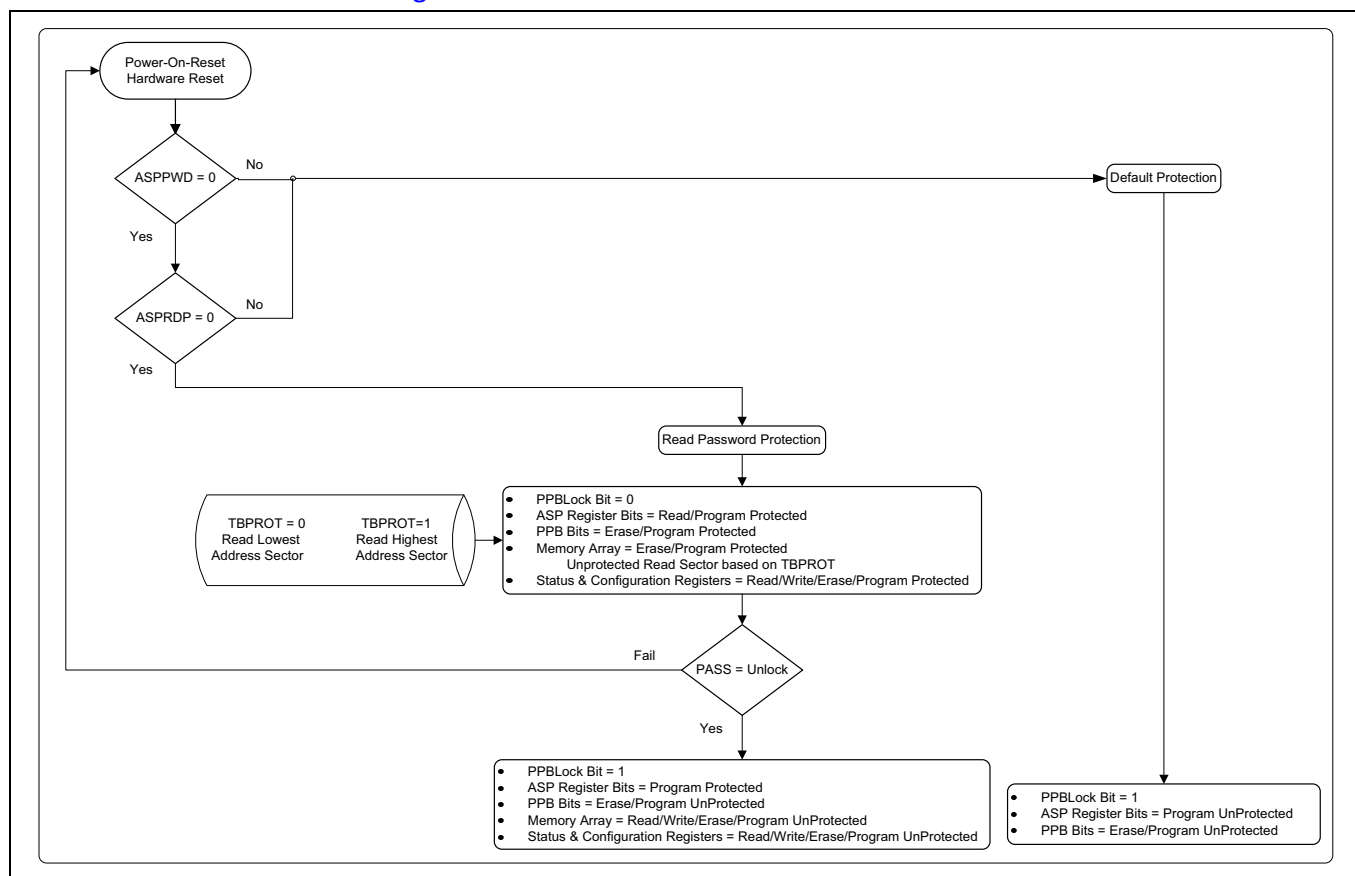 Power-On-Reset
Hardware Reset
No
ASPPWD = 0
Default Protection
Yes
No
ASPRDP = 0
Yes
Read Password Protection
TBPROT = 0
Read Lowest
Address Sector
TBPROT=1
Read Highest
Address Sector
• PPBLock Bit = 0
• ASP Register Bits = Read/Program Protected
• PPB Bits = Erase/Program Protected
• Memory Array = Erase/Program Protected
Unprotected Read Sector based on TBPROT
• Status & Configuration Registers = Read/Write/Erase/Program Protected
Fail
PASS = Unlock
Yes
• PPBLock Bit = 1
• ASP Register Bits = Program Protected
• PPB Bits = Erase/Program UnProtected
• Memory Array = Read/Write/Erase/Program UnProtected
• Status & Configuration Registers = Read/Write/Erase/Program UnProtected
• PPBLock Bit = 1
• ASP Register Bits = Program UnProtected
• PPB Bits = Erase/Program UnProtected